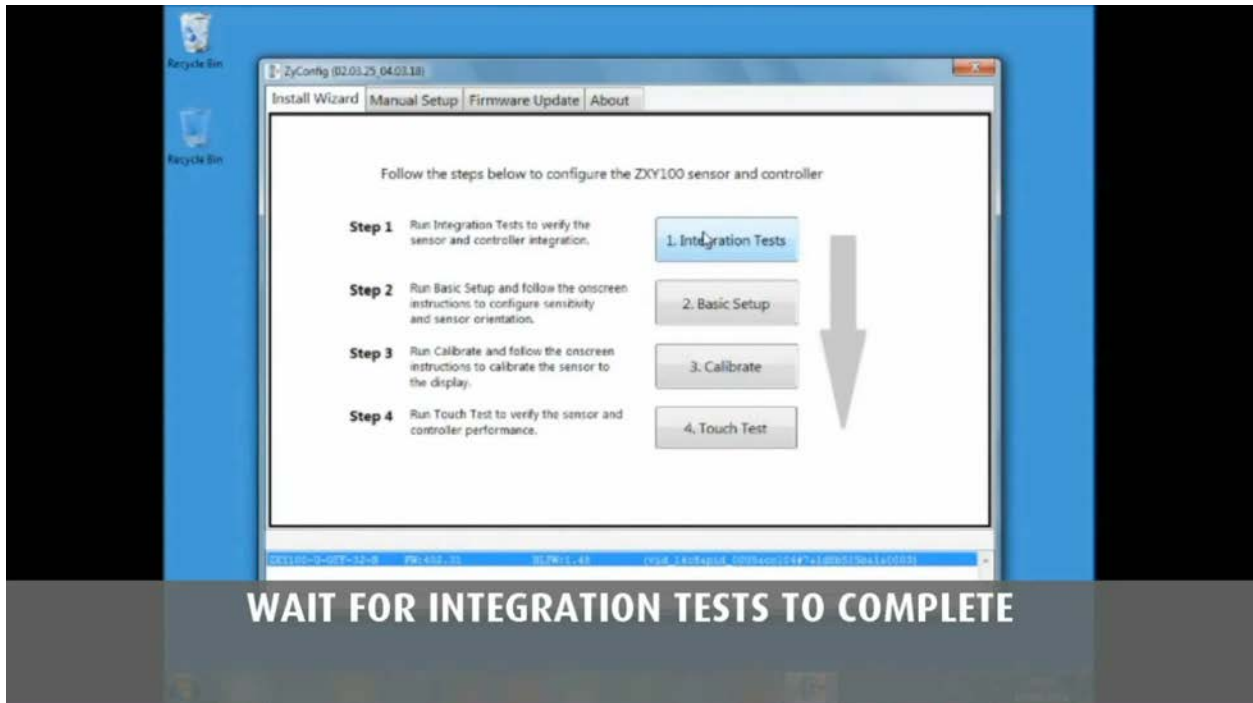 Recycle Bin
ZyConfig (02.03.25_04.03.18)
Install Wizard Manual Setup Firmware Update About
Recycle Bin
Follow the steps below to configure the ZXY100 sensor and controller
Step 1
Run Integration Tests to verify the
sensor and controller integration.
1. Integration Tests
Step 2
Run Basic Setup and follow the onscreen
instructions to configure sensitivity
and sensor orientation.
2. Basic Setup
Step 3
Run Calibrate and follow the onscreen
instructions to calibrate the sensor to
the display.
3. Calibrate
Step 4
Run Touch Test to verify the sensor and
controller performance.
4. Touch Test
WAIT FOR INTEGRATION TESTS TO COMPLETE